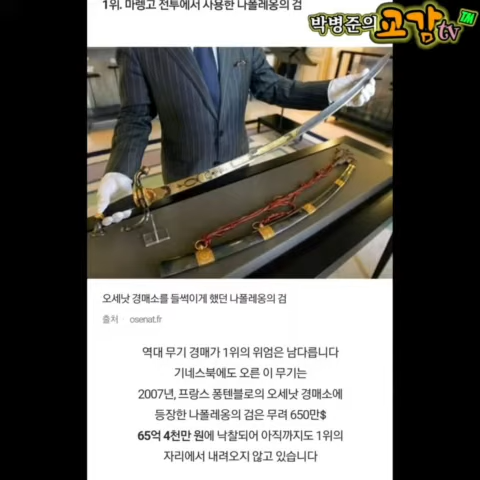 1위. 마렝고 전투에서 사용한 나폴레옹의 검
박병준의 교감tv TM
오세낫 경매소를 들썩이게 했던 나폴레옹의 검
출처 · osenat.fr
역대 무기 경매가 1위의 위엄은 남다릅니다
기네스북에도 오른 이 무기는
2007년, 프랑스 퐁텐블로의 오세낫 경매소에
등장한 나폴레옹의 검은 무려 650만$
65억 4천만 원에 낙찰되어 아직까지도 1위의
자리에서 내려오지 않고 있습니다